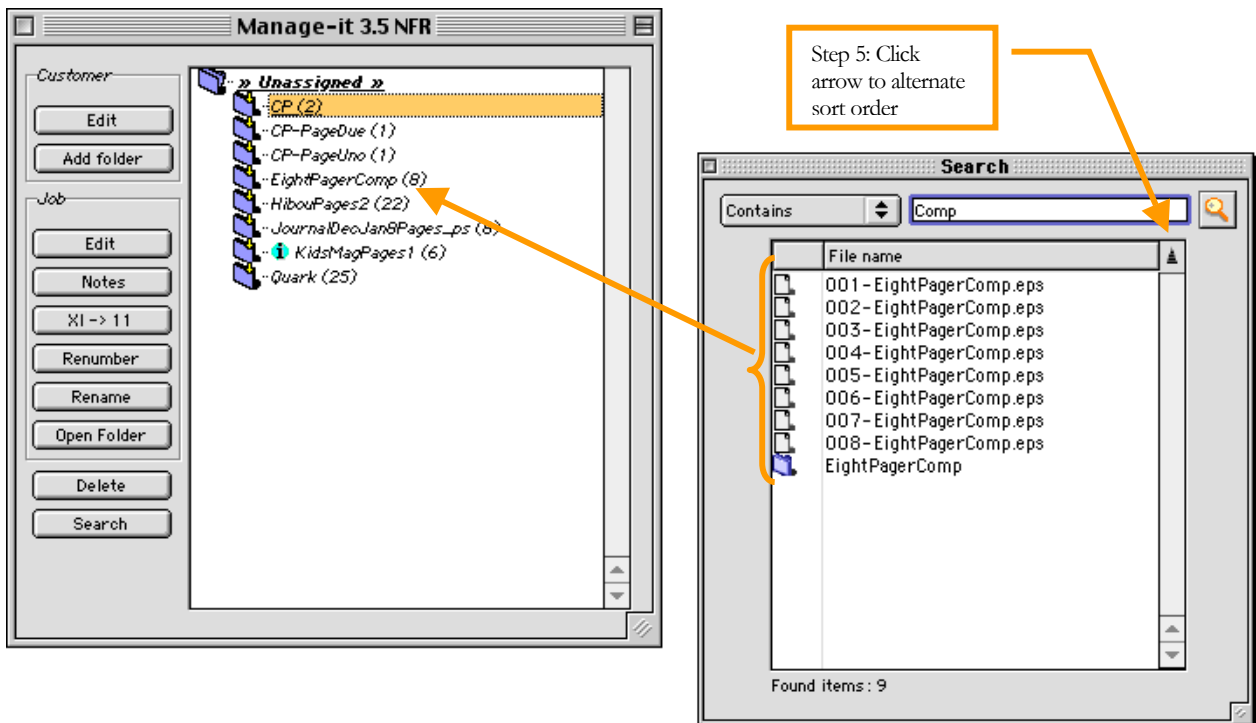 Manage-it 3.5 NFR
Customer
Edit
Add folder
Job
Edit
Notes
XI -> 11
Renumber
Rename
Open Folder
Delete
Search
» Unassigned »
CP (2)
CP-PageDue (1)
CP-PageUno (1)
EightPagerComp (8)
HibouPages2 (22)
JournalDecJan8Pages_ps (8)
i KidsMagPages1 (6)
Quark (25)
Step 5: Click
arrow to alternate
sort order
Search
Contains Comp
File name
001-EightPagerComp.eps
002-EightPagerComp.eps
003-EightPagerComp.eps
004-EightPagerComp.eps
005-EightPagerComp.eps
006-EightPagerComp.eps
007-EightPagerComp.eps
008-EightPagerComp.eps
EightPagerComp
Found items: 9